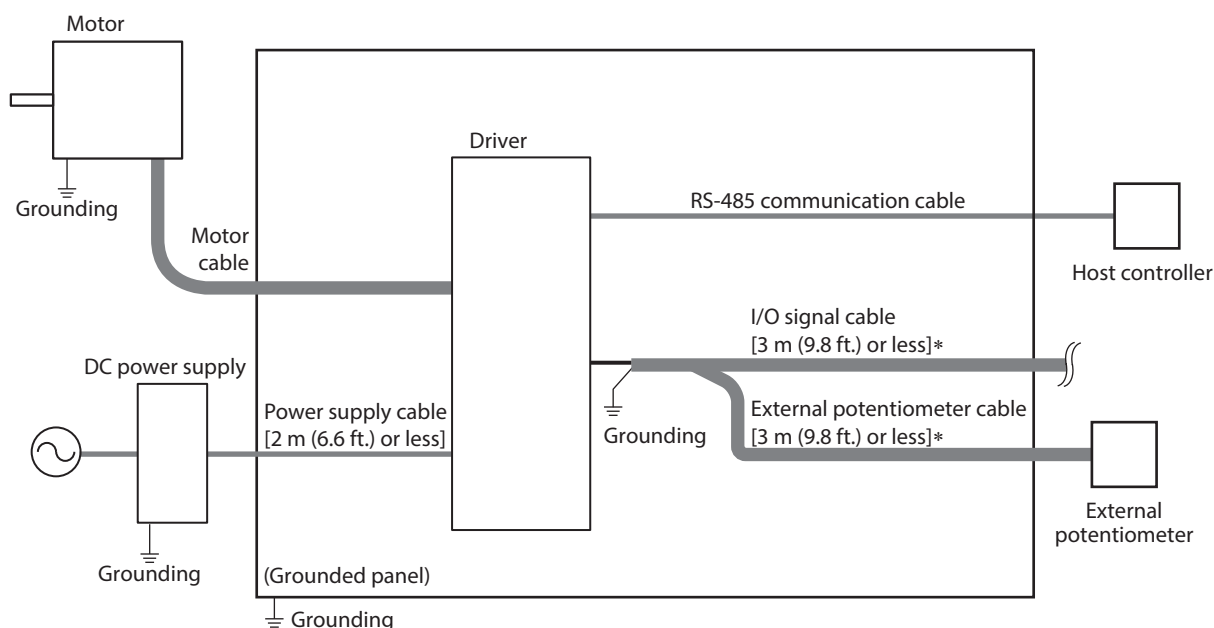 Motor
Grounding
Motor
cable
Driver
RS-485 communication cable
Host controller
I/O signal cable
[3 m (9.8 ft.) or less]*
DC power supply
Power supply cable
[2 m (6.6 ft.) or less]
Grounding
External potentiometer cable
[3 m (9.8 ft.) or less]*
External
potentiometer
Grounding
(Grounded panel)
Grounding